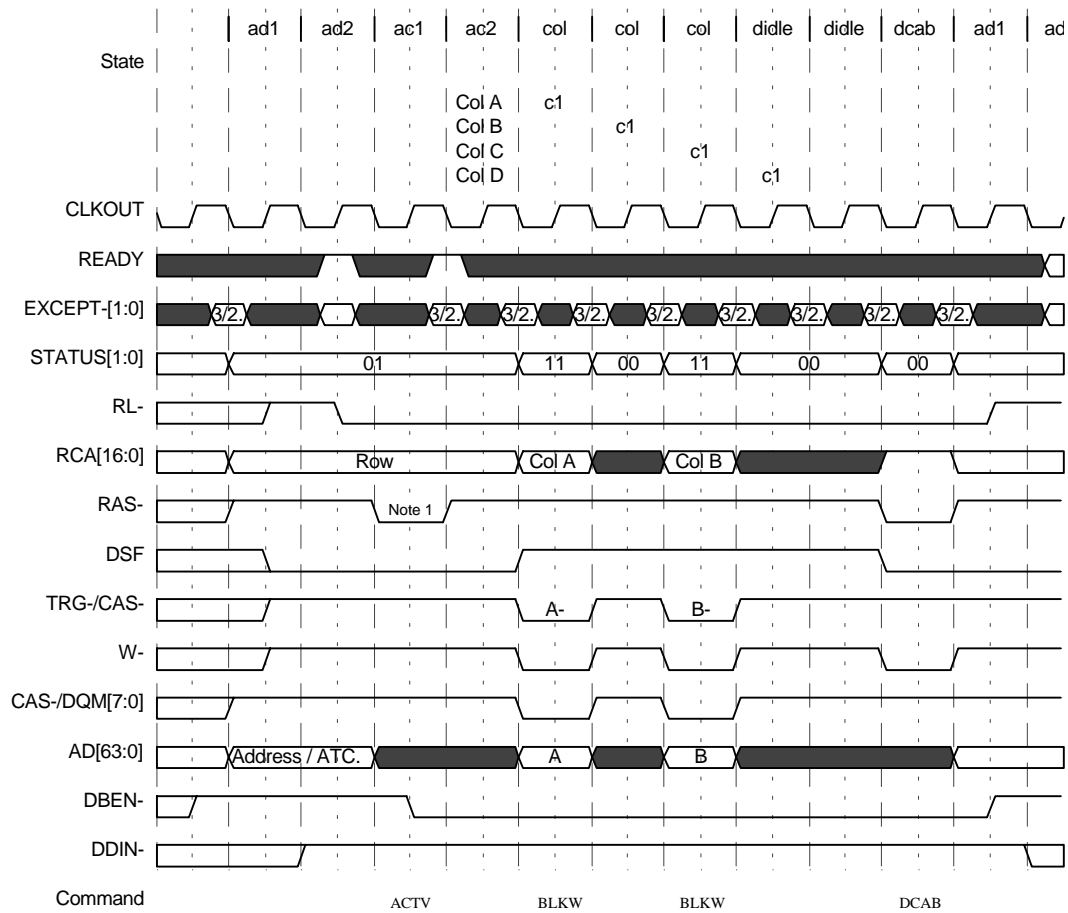 ad1 ad2 ac1 ac2 col col col didle didle dcab ad1 ad
State
Col A c1
Col B c1
Col C c1
Col D c1
CLKOUT
READY
EXCEPT-[1:0] 3/2. 3/2. 3/2. 3/2. 3/2. 3/2. 3/2. 3/2. 3/2.
STATUS[1:0] 01 11 00 11 00 00
RL-
RCA[16:0] Row Col A Col B
RAS- Note 1
DSF
TRG-/CAS- A- B-
W-
CAS-/DQM[7:0]
AD[63:0] Address / ATC. A B
DBEN-
DDIN-
Command ACTV BLKW BLKW DCAB